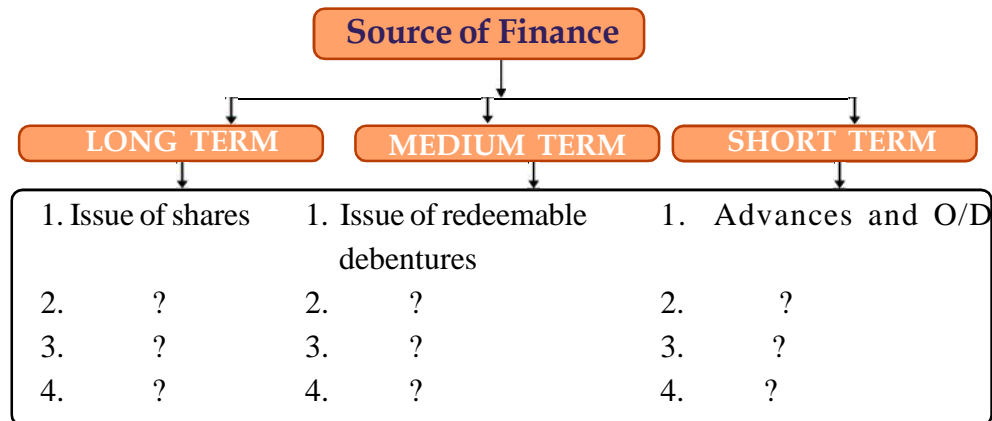 Source of Finance
LONG TERM
MEDIUM TERM
SHORT TERM
1. Issue of shares
2. ?
3. ?
4. ?
1. Issue of redeemable
debentures
2. ?
3. ?
4. ?
1. Advances and O/D
2. ?
3. ?
4. ?